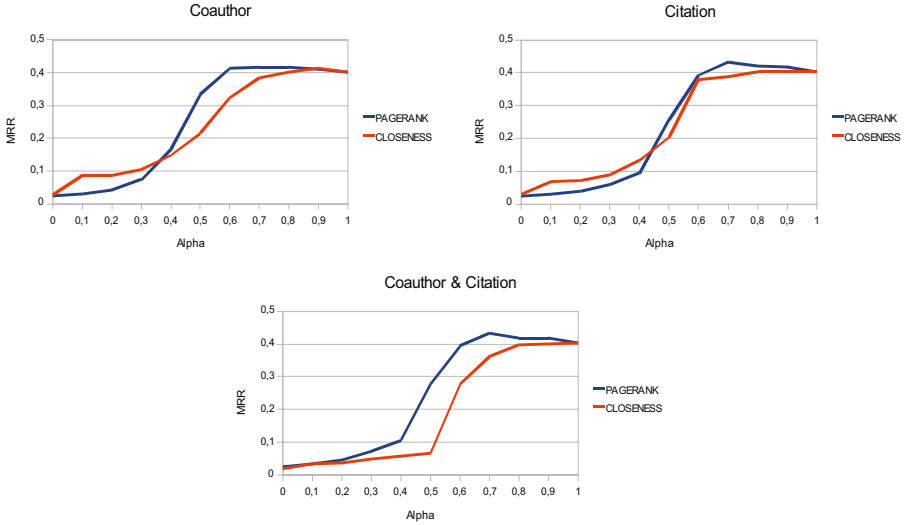 Coauthor
0,5
0,4
0,3
0,2
0,1
0
MRR
0 0,1 0,2 0,3 0,4 0,5 0,6 0,7 0,8 0,9 1
Alpha
PAGERANK
CLOSENESS
Citation
0,5
0,4
0,3
0,2
0,1
0
MRR
0 0,1 0,2 0,3 0,4 0,5 0,6 0,7 0,8 0,9 1
Alpha
PAGERANK
CLOSENESS
Coauthor & Citation
0,5
0,4
0,3
0,2
0,1
0
MRR
0 0,1 0,2 0,3 0,4 0,5 0,6 0,7 0,8 0,9 1
Alpha
PAGERANK
CLOSENESS